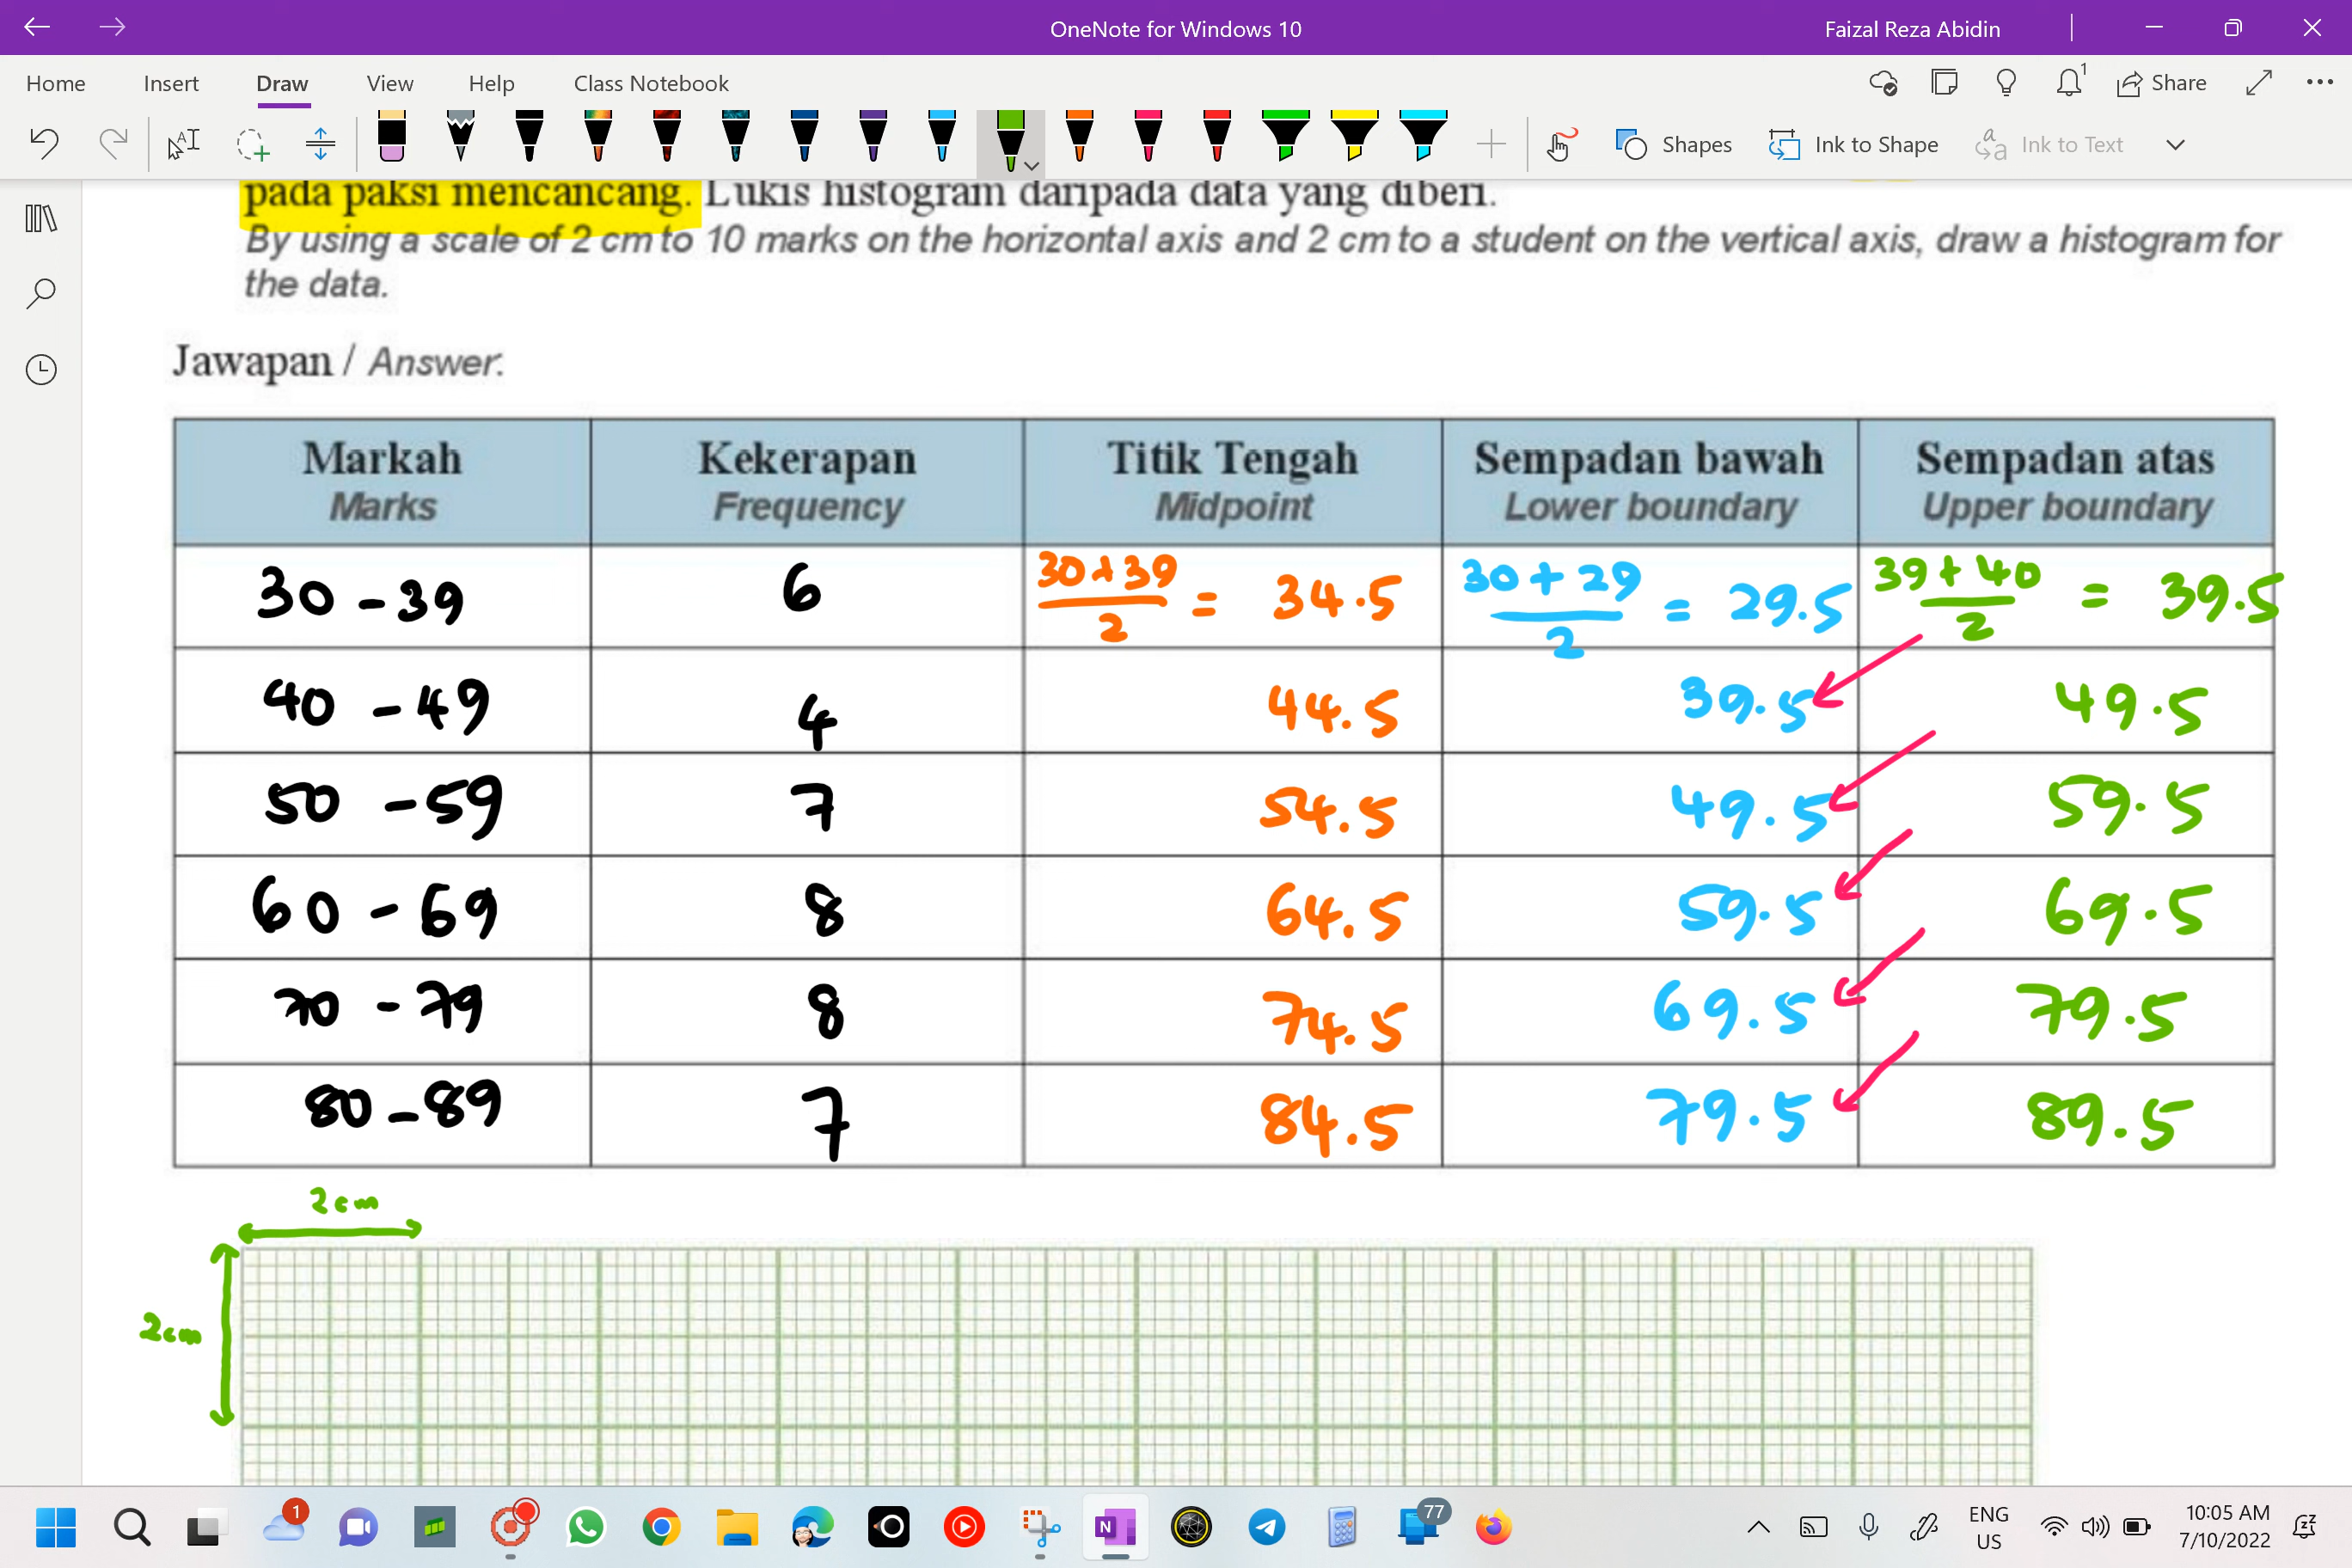 OneNote for Windows 10
Faizal Reza Abidin
Home Insert Draw View Help Class Notebook
1
Share
Shapes Ink to Shape Ink to Text
pada paksi mencancang. Lukis histogram daripada data yang diberi.
By using a scale of 2 cm to 10 marks on the horizontal axis and 2 cm to a student on the vertical axis, draw a histogram for
the data.
Jawapan / Answer:
Markah Kekerapan Titik Tengah Sempadan bawah Sempadan atas
Marks Frequency Midpoint Lower boundary Upper boundary
30 - 39 6 30+39/2 = 34.5 30 + 29/2 = 29.5 39 + 40/2 = 39.5
40 - 49 4 44.5 39.5 49.5
50 - 59 7 54.5 49.5 59.5
60 - 69 8 64.5 59.5 69.5
70 - 79 8 74.5 69.5 79.5
80 - 89 7 84.5 79.5 89.5
2cm
2cm
1
N
77
ENG
US
10:05 AM
7/10/2022